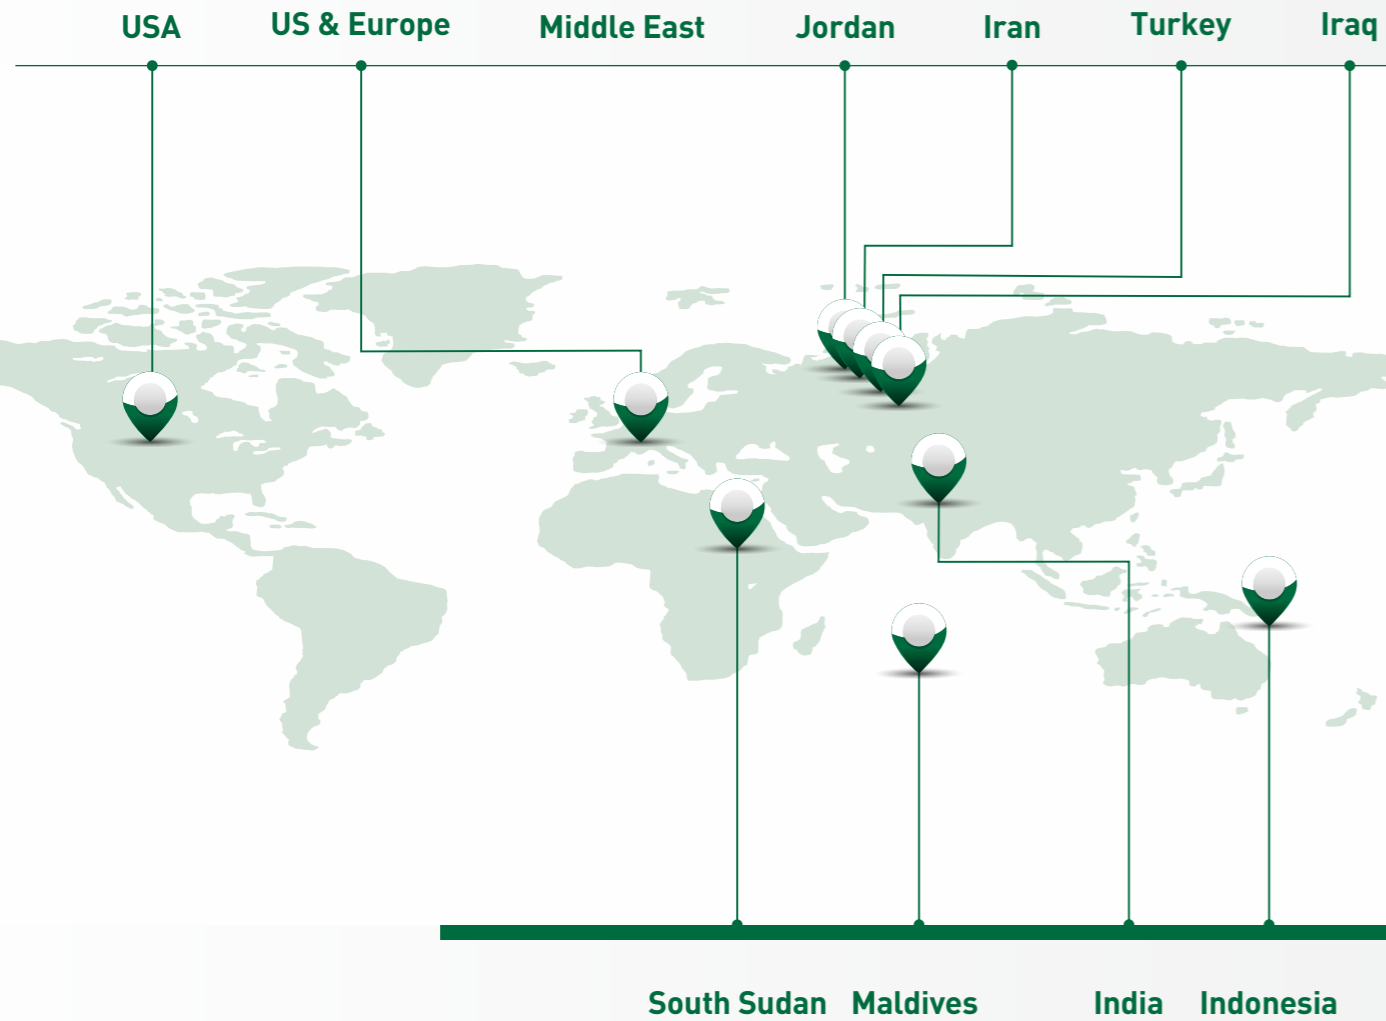 USA
US & Europe
Middle East
Jordan
Iran
Turkey
Iraq
South Sudan
Maldives
India
Indonesia